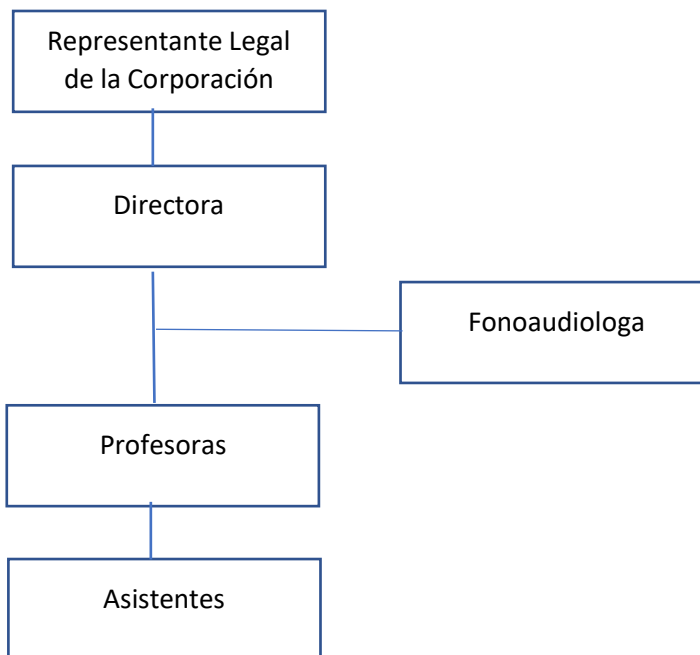 Representante Legal
de la Corporación
Directora
Fonoaudiologa
Profesoras
Asistentes